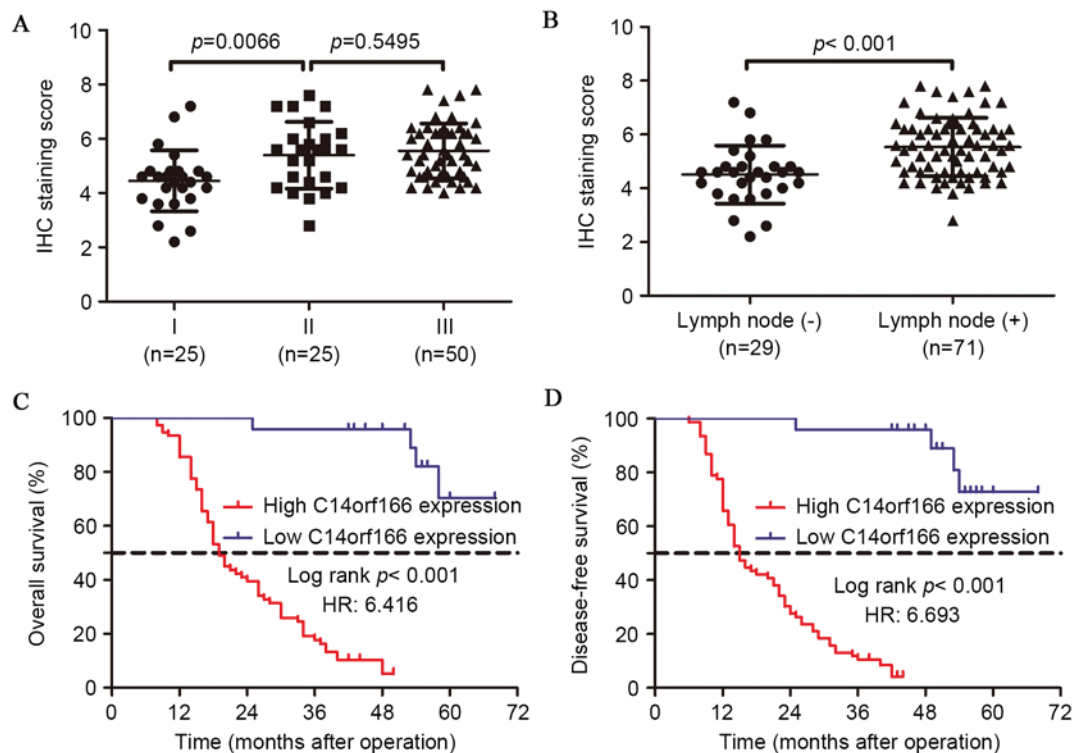 A
p=0.0066
p=0.5495
IHC staining score
10
8
6
4
2
0
I
II
III
(n=25)
(n=25)
(n=50)
B
p< 0.001
IHC staining score
10
8
6
4
2
0
Lymph node (-)
Lymph node (+)
(n=29)
(n=71)
C
Overall survival (%)
100
80
60
40
20
0
High C14orf166 expression
Low C14orf166 expression
Log rank p< 0.001
HR: 6.416
0
12
24
36
48
60
72
Time (months after operation)
D
Disease-free survival (%)
100
80
60
40
20
0
High C14orf166 expression
Low C14orf166 expression
Log rank p< 0.001
HR: 6.693
0
12
24
36
48
60
72
Time (months after operation)